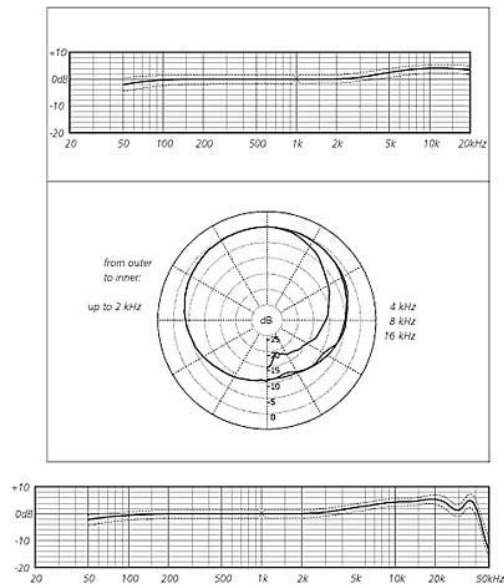 +10
0dB
-10
-20
20 50 100 200 500 1k 2k 5k 10k 20kHz
from outer
to inner:
up to 2 kHz
4 kHz
8 kHz
16 kHz
dB
-25
-20
-15
-10
-5
0
+10
0dB
-10
-20
20 50 100 200 500 1k 2k 5k 10k 20k 50kHz